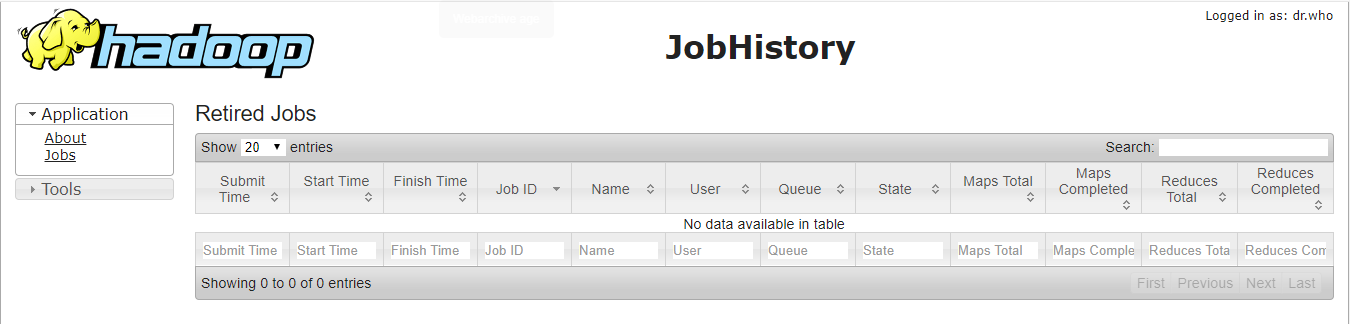 Logged in as: dr.who
hadoop
JobHistory
Application
About
Jobs
Tools
Retired Jobs
Show 20 entries
Search:
Submit Time
Start Time
Finish Time
Job ID
Name
User
Queue
State
Maps Total
Maps Completed
Reduces Total
Reduces Completed
No data available in table
Submit Time Start Time Finish Time Job ID Name User Queue State Maps Total Maps Comple Reduces Tota Reduces Com
Showing 0 to 0 of 0 entries
First Previous Next Last